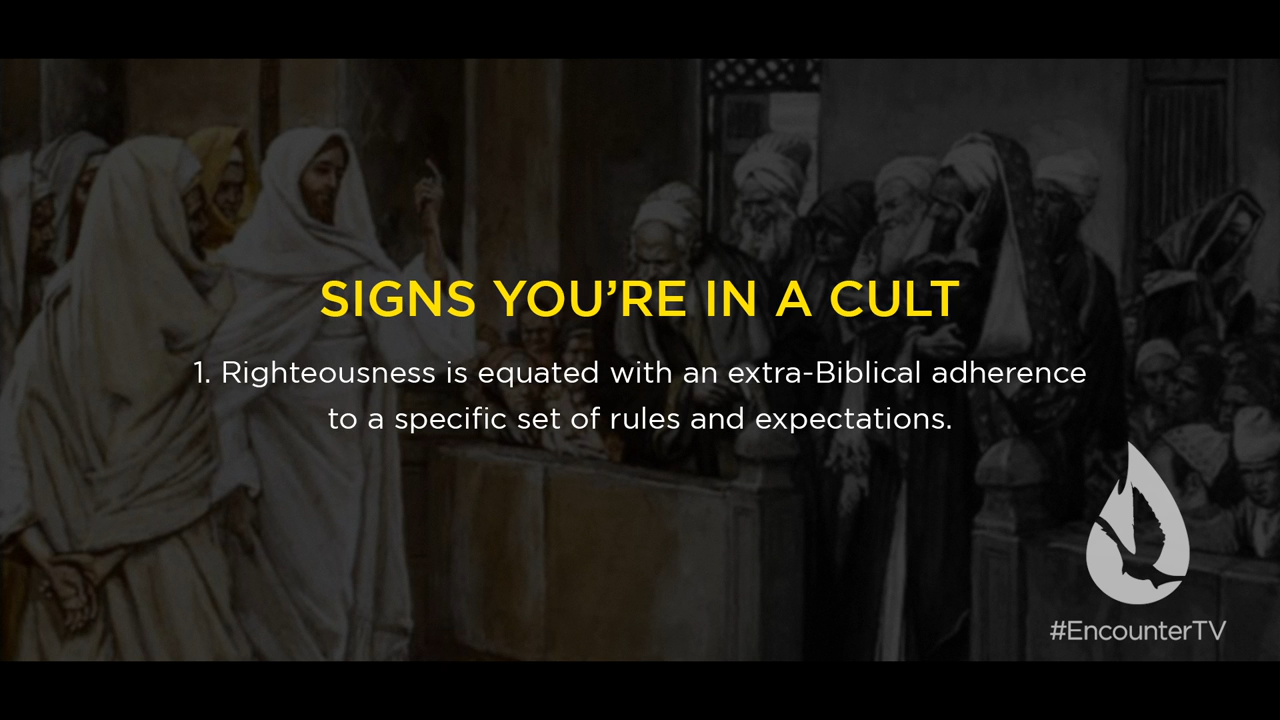 SIGNS YOU’RE IN A CULT
1. Righteousness is equated with an extra-Biblical adherence
to a specific set of rules and expectations.
#EncounterTV